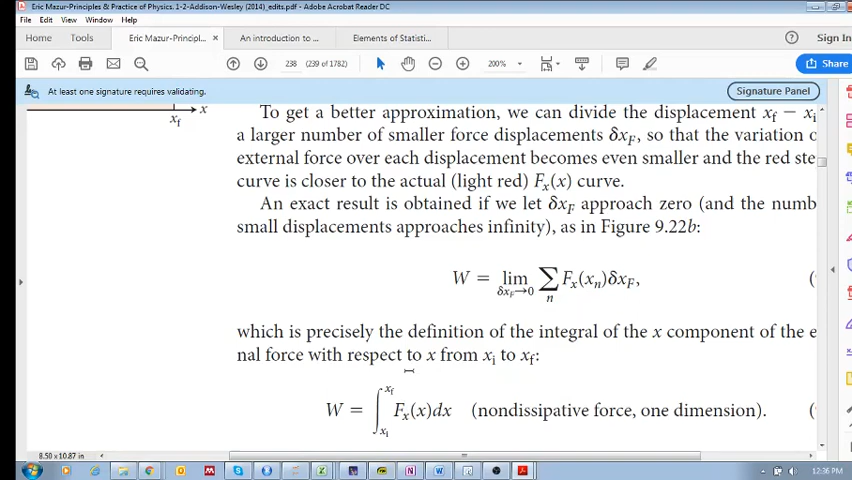 Eric Mazur-Principles & Practice of Physics. 1-2-Addison-Wesley (2014)_edits.pdf - Adobe Acrobat Reader DC
File Edit View Window Help
Home Tools Eric Mazur-Principl... × An introduction to ... Elements of Statisti... Sign In
238 (239 of 1782) 200% Share
At least one signature requires validating. Signature Panel
x
x_f
To get a better approximation, we can divide the displacement x_f − x_i
a larger number of smaller force displacements δx_F, so that the variation o
external force over each displacement becomes even smaller and the red ste
curve is closer to the actual (light red) F_x(x) curve.
An exact result is obtained if we let δx_F approach zero (and the numb
small displacements approaches infinity), as in Figure 9.22b:
W = lim_{δx_F→0} ∑_n F_x(x_n)δx_F, (
which is precisely the definition of the integral of the x component of the e
nal force with respect to x from x_i to x_f:
W = ∫_{x_i}^{x_f} F_x(x)dx (nondissipative force, one dimension). (
8.50 x 10.87 in
12:36 PM